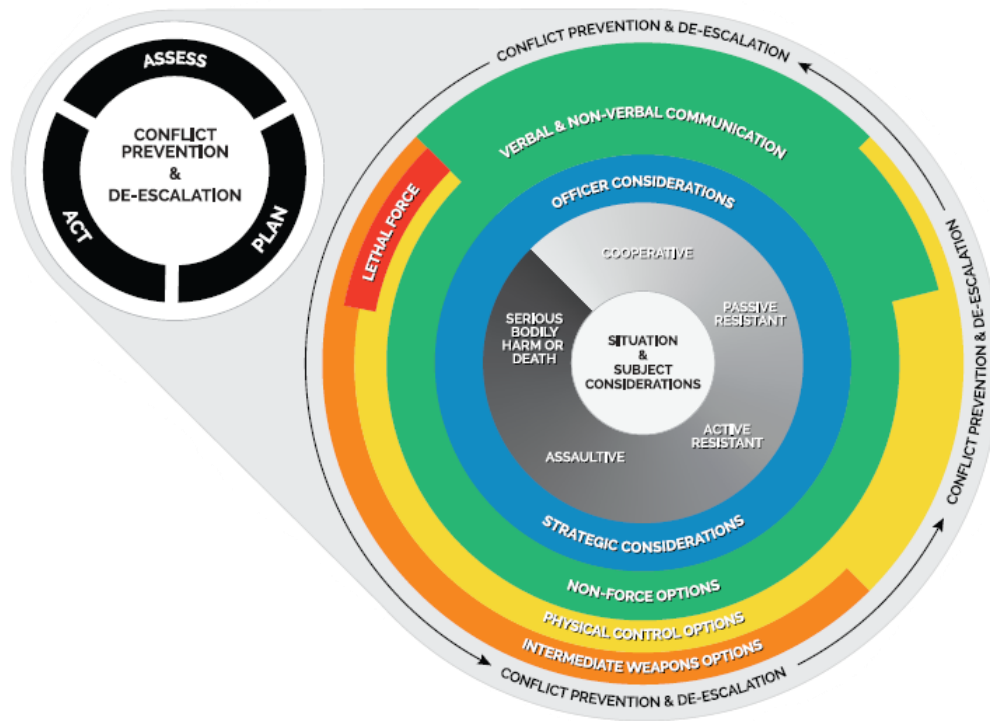 ASSESS
CONFLICT
PREVENTION
&
DE-ESCALATION
ACT
PLAN
CONFLICT PREVENTION & DE-ESCALATION
VERBAL & NON-VERBAL COMMUNICATION
OFFICER CONSIDERATIONS
LETHAL FORCE
COOPERATIVE
PASSIVE
RESISTANT
SERIOUS
BODILY
HARM OR
DEATH
SITUATION
&
SUBJECT
CONSIDERATIONS
ACTIVE
RESISTANT
ASSAULTIVE
CONFLICT PREVENTION & DE-ESCALATION
STRATEGIC CONSIDERATIONS
NON-FORCE OPTIONS
PHYSICAL CONTROL OPTIONS
INTERMEDIATE WEAPONS OPTIONS
CONFLICT PREVENTION & DE-ESCALATION